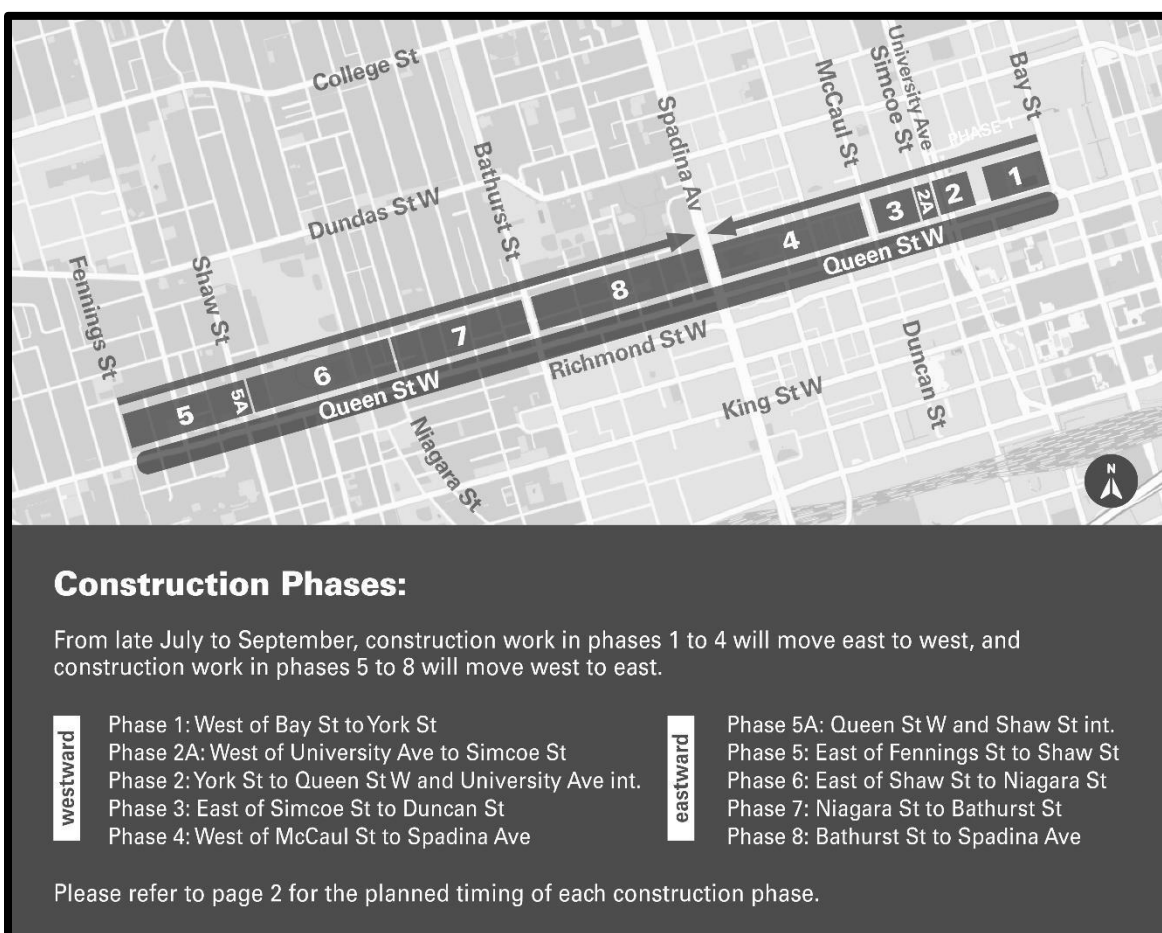 College St
Dundas St W
Fennings St
Shaw St
Bathurst St
Spadina Av
McCaul St
Simcoe St
University Ave
Bay St
PHASE 1
5
5A
6
7
8
4
3
2A
2
1
Queen St W
Queen St W
Niagara St
Richmond St W
King St W
Duncan St
N
Construction Phases:
From late July to September, construction work in phases 1 to 4 will move east to west, and
construction work in phases 5 to 8 will move west to east.
westward
Phase 1: West of Bay St to York St
Phase 2A: West of University Ave to Simcoe St
Phase 2: York St to Queen St W and University Ave int.
Phase 3: East of Simcoe St to Duncan St
Phase 4: West of McCaul St to Spadina Ave
eastward
Phase 5A: Queen St W and Shaw St int.
Phase 5: East of Fennings St to Shaw St
Phase 6: East of Shaw St to Niagara St
Phase 7: Niagara St to Bathurst St
Phase 8: Bathurst St to Spadina Ave
Please refer to page 2 for the planned timing of each construction phase.